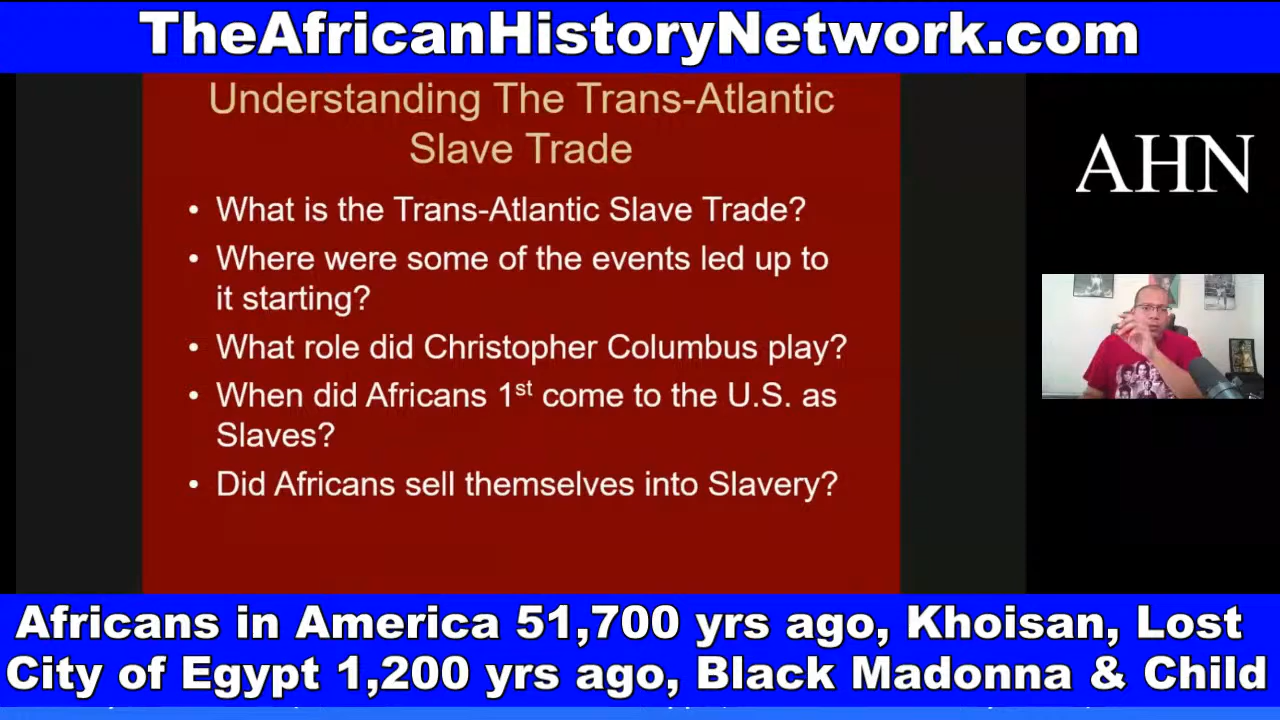 TheAfricanHistoryNetwork.com
Understanding The Trans-Atlantic
Slave Trade
AHN
• What is the Trans-Atlantic Slave Trade?
• Where were some of the events led up to
it starting?
• What role did Christopher Columbus play?
• When did Africans 1st come to the U.S. as
Slaves?
• Did Africans sell themselves into Slavery?
Africans in America 51,700 yrs ago, Khoisan, Lost
City of Egypt 1,200 yrs ago, Black Madonna & Child